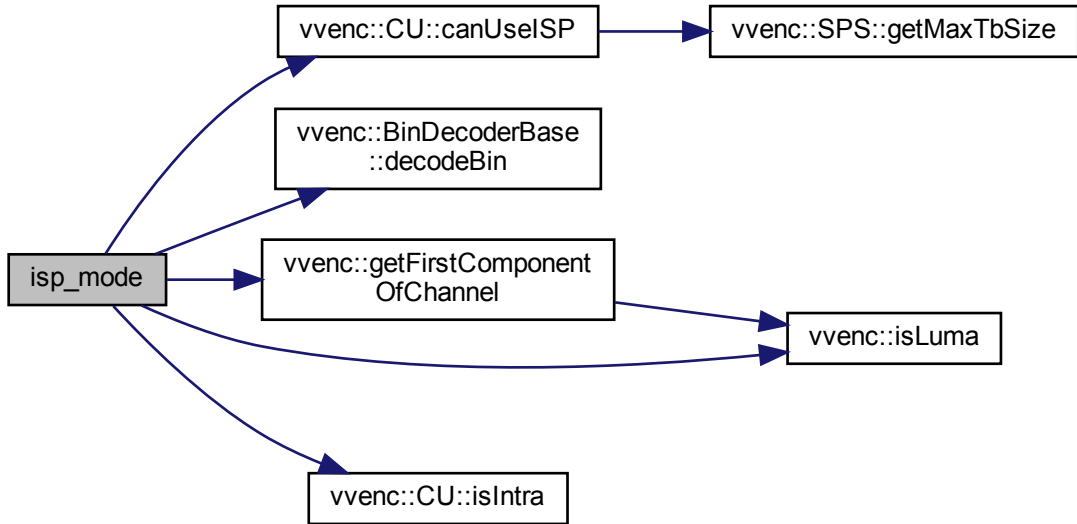 vvenc::CU::canUseISP
vvenc::SPS::getMaxTbSize
vvenc::BinDecoderBase
::decodeBin
isp_mode
vvenc::getFirstComponent
OfChannel
vvenc::isLuma
vvenc::CU::isIntra